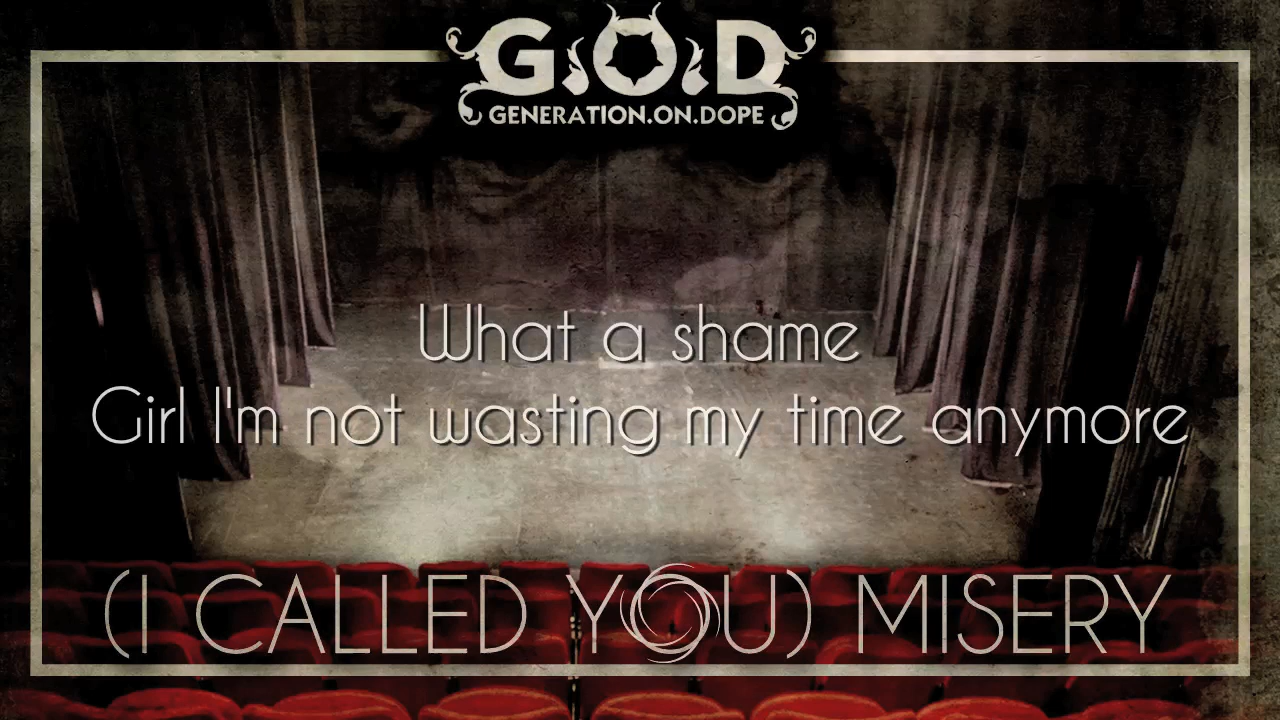 G.O.D
GENERATION.ON.DOPE
What a shame
Girl I'm not wasting my time anymore
(I CALLED YOU) MISERY